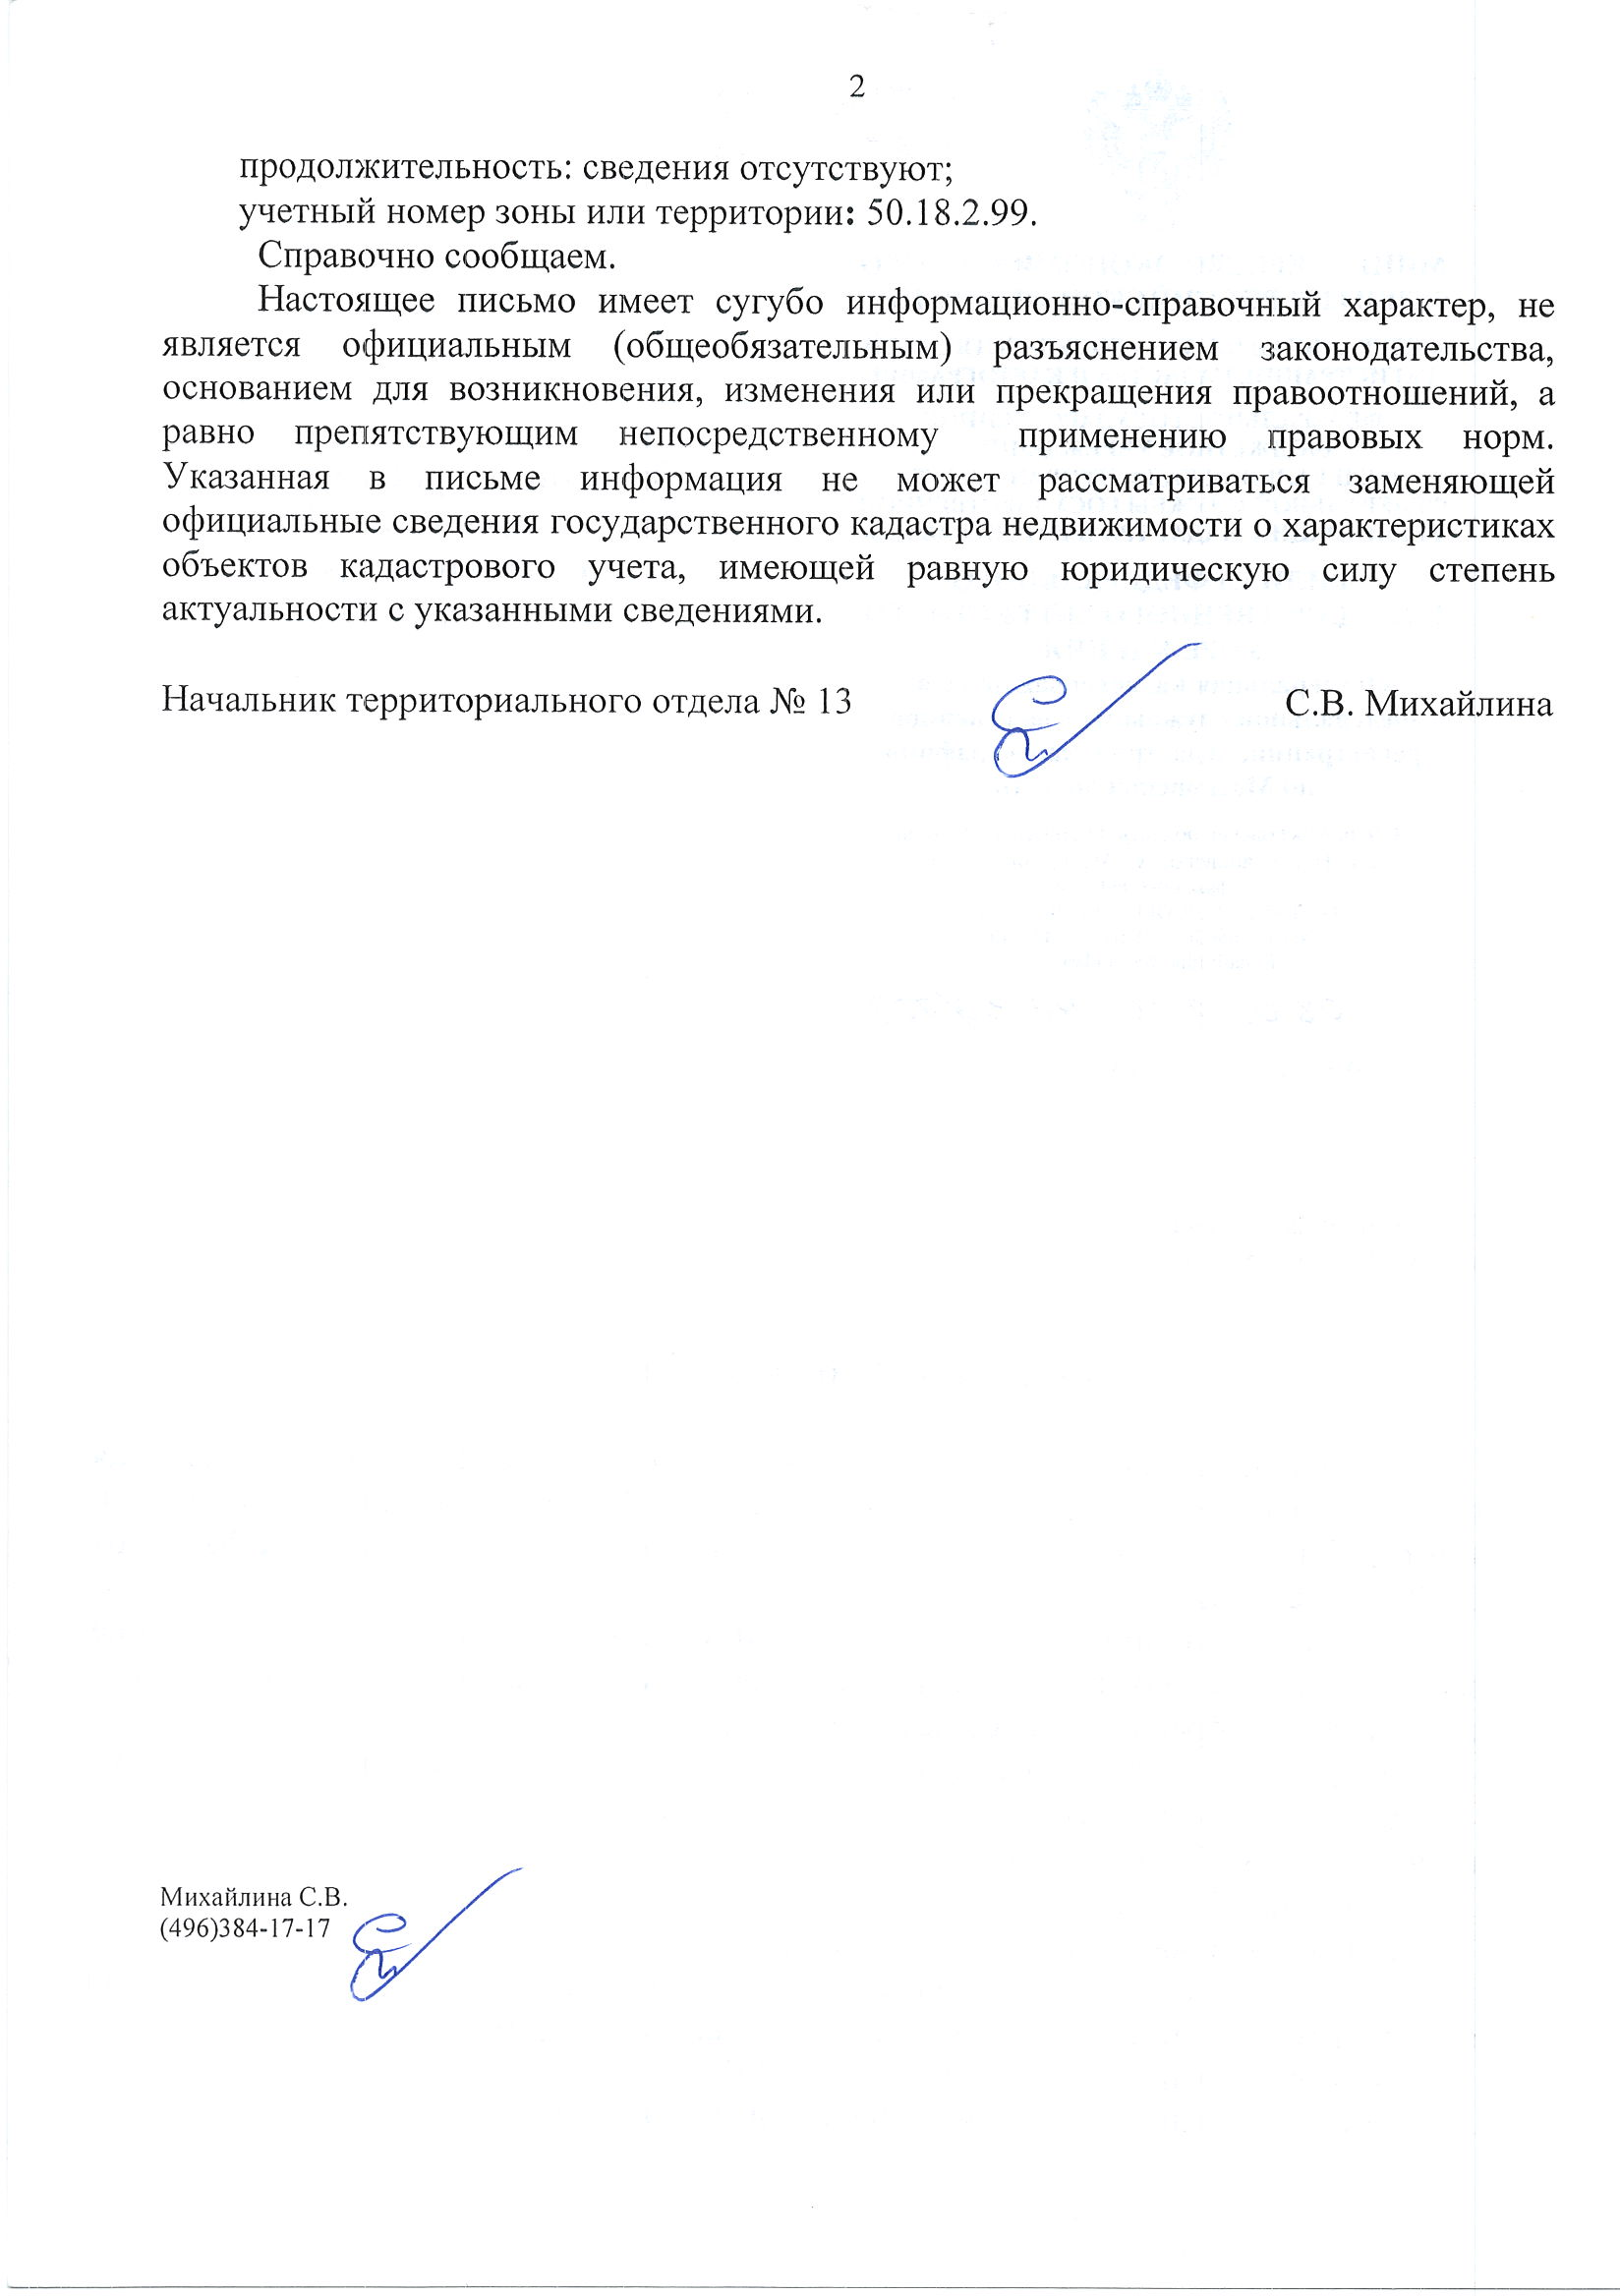 2
продолжительность: сведения отсутствуют;
учетный номер зоны или территории: 50.18.2.99.
Справочно сообщаем.
Настоящее письмо имеет сугубо информационно-справочный характер, не
является официальным (общеобязательным) разъяснением законодательства,
основанием для возникновения, изменения или прекращения правоотношений, а
равно препятствующим непосредственному применению правовых норм.
Указанная в письме информация не может рассматриваться заменяющей
официальные сведения государственного кадастра недвижимости о характеристиках
объектов кадастрового учета, имеющей равную юридическую силу степень
актуальности с указанными сведениями.
Начальник территориального отдела № 13 С.В. Михайлина
Михайлина С.В.
(496)384-17-17